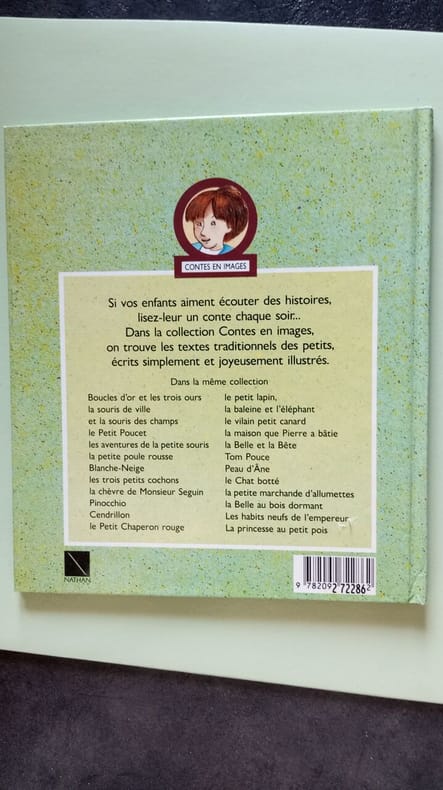 CONTES EN IMAGES
Si vos enfants aiment écouter des histoires,
lisez-leur un conte chaque soir...
Dans la collection Contes en images,
on trouve les textes traditionnels des petits,
écrits simplement et joyeusement illustrés.
Dans la même collection
Boucles d'or et les trois ours
la souris de ville
et la souris des champs
le Petit Poucet
les aventures de la petite souris
la petite poule rousse
Blanche-Neige
les trois petits cochons
la chèvre de Monsieur Seguin
Pinocchio
Cendrillon
le Petit Chaperon rouge
le petit lapin,
la baleine et l'éléphant
le vilain petit canard
la maison que Pierre a bâtie
la Belle et la Bête
Tom Pouce
Peau d'Âne
le Chat botté
la petite marchande d'allumettes
la Belle au bois dormant
Les habits neufs de l'empereur
La princesse au petit pois
NATHAN
9 782092 722862